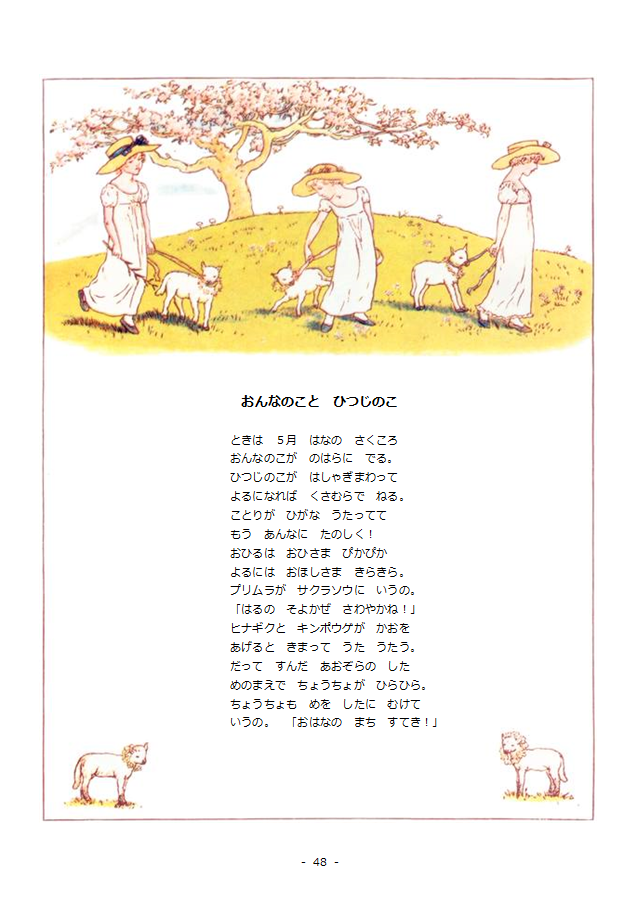 おんなのこと　ひつじのこ
ときは　５月　はなの　さくころ
おんなのこが　のはらに　でる。
ひつじのこが　はしゃぎまわって
よるになれば　くさむらで　ねる。
ことりが　ひがな　うたってて
もう　あんなに　たのしく！
おひるは　おひさま　ぴかぴか
よるには　おほしさま　きらきら。
プリムラが　サクラソウに　いうの。
「はるの　そよかぜ　さわやかね！」
ヒナギクと　キンポウゲが　かおを
あげると　きまって　うた　うたう。
だって　すんだ　あおぞらの　した
めのまえで　ちょうちょが　ひらひら。
ちょうちょも　めを　したに　むけて
いうの。　「おはなの　まち　すてき！」
- 48 -